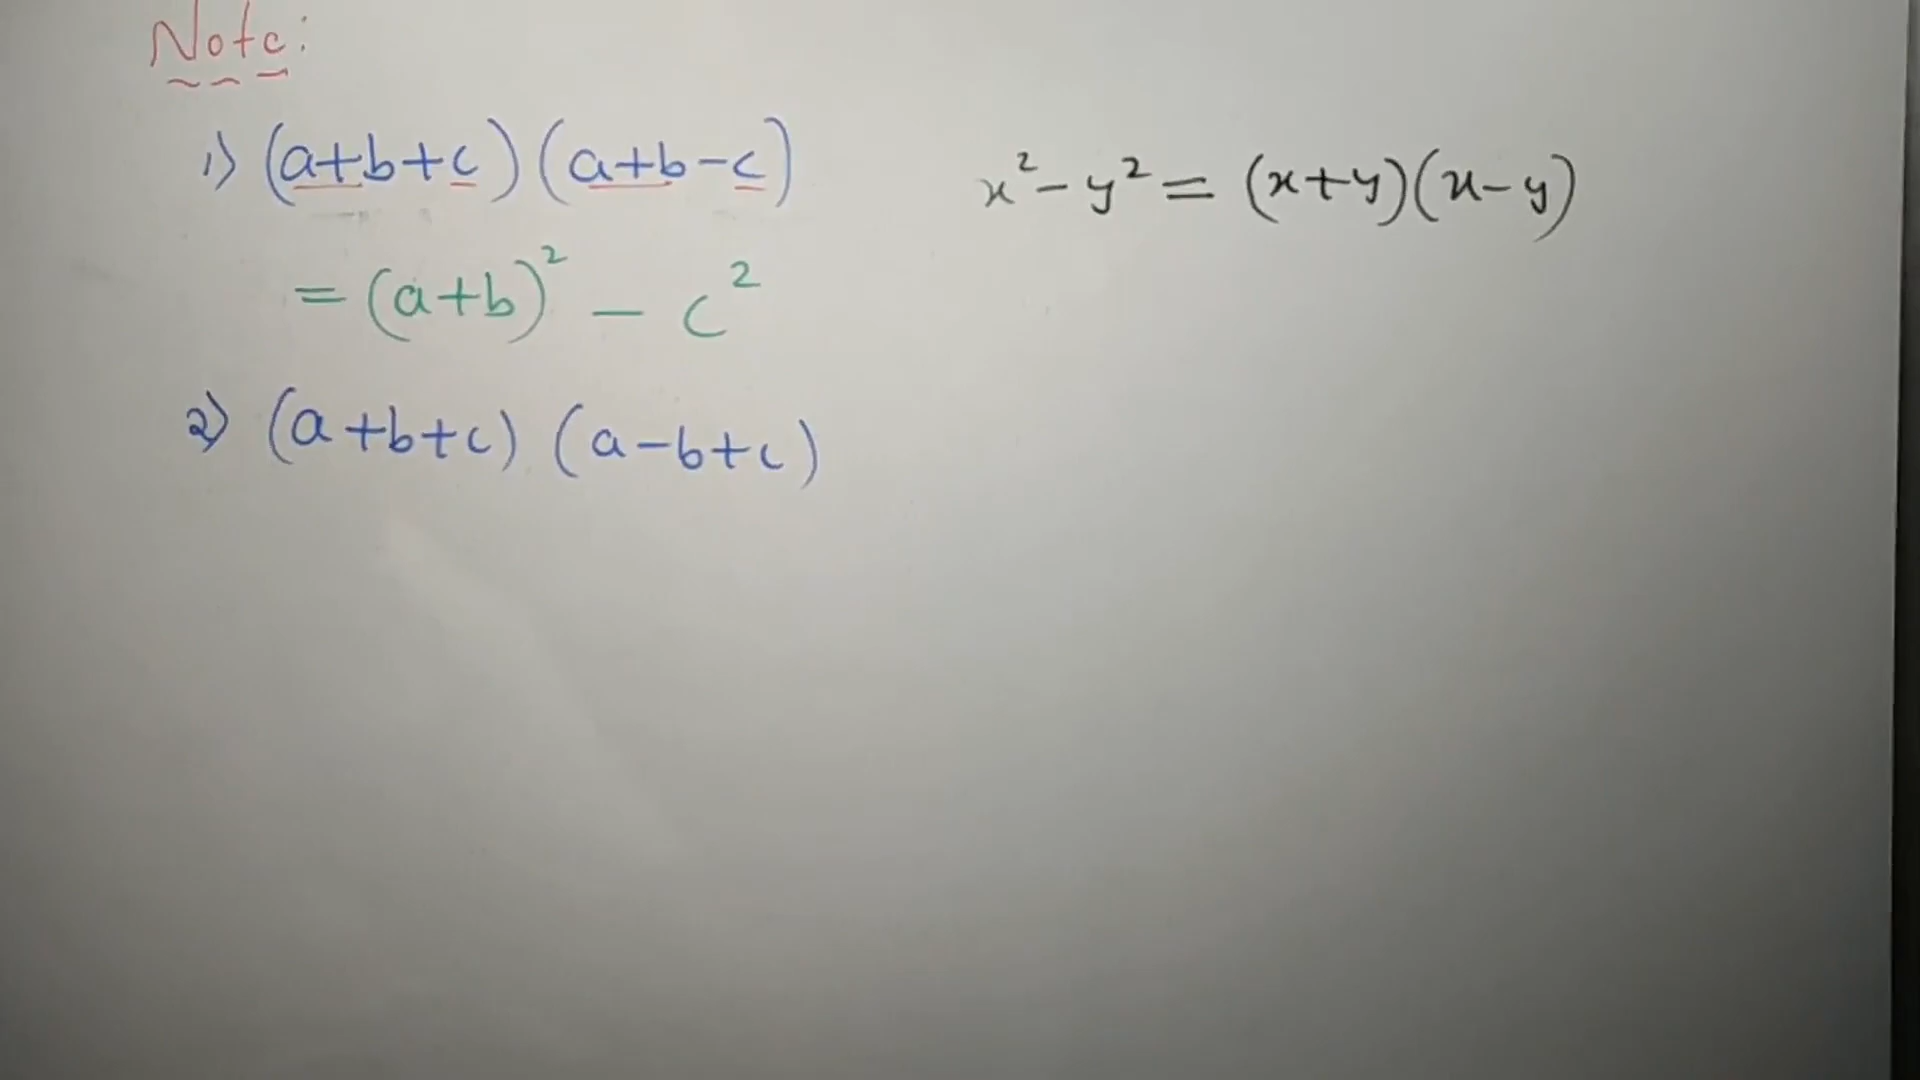 Note:
1) (a+b+c)(a+b-c)
x² - y² = (x+y)(x-y)
= (a+b)² - c²
2) (a+b+c) (a-b+c)